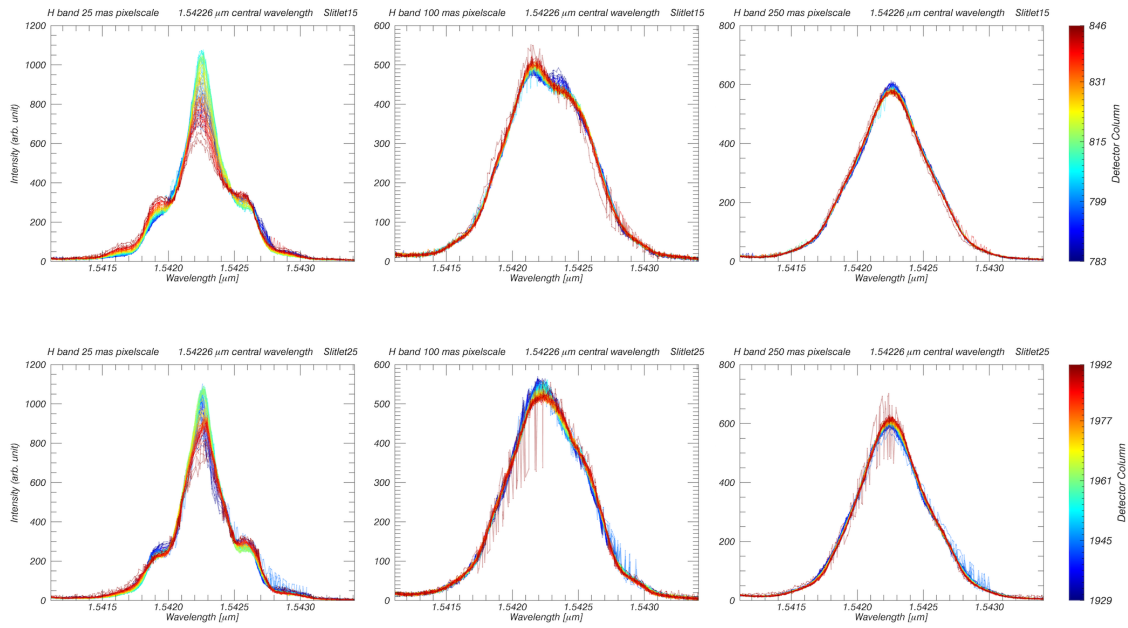 H band 25 mas pixelscale 1.54226 μm central wavelength Slitlet15
H band 100 mas pixelscale 1.54226 μm central wavelength Slitlet15
H band 250 mas pixelscale 1.54226 μm central wavelength Slitlet15
1200
1000
800
600
400
200
0
Intensity (arb. unit)
1.5415 1.5420 1.5425 1.5430
Wavelength [μm]
600
500
400
300
200
100
0
1.5415 1.5420 1.5425 1.5430
Wavelength [μm]
800
600
400
200
0
1.5415 1.5420 1.5425 1.5430
Wavelength [μm]
846
831
815
799
783
Detector Column
H band 25 mas pixelscale 1.54226 μm central wavelength Slitlet25
H band 100 mas pixelscale 1.54226 μm central wavelength Slitlet25
H band 250 mas pixelscale 1.54226 μm central wavelength Slitlet25
1200
1000
800
600
400
200
0
Intensity (arb. unit)
1.5415 1.5420 1.5425 1.5430
Wavelength [μm]
600
500
400
300
200
100
0
1.5415 1.5420 1.5425 1.5430
Wavelength [μm]
800
600
400
200
0
1.5415 1.5420 1.5425 1.5430
Wavelength [μm]
1992
1977
1961
1945
1929
Detector Column